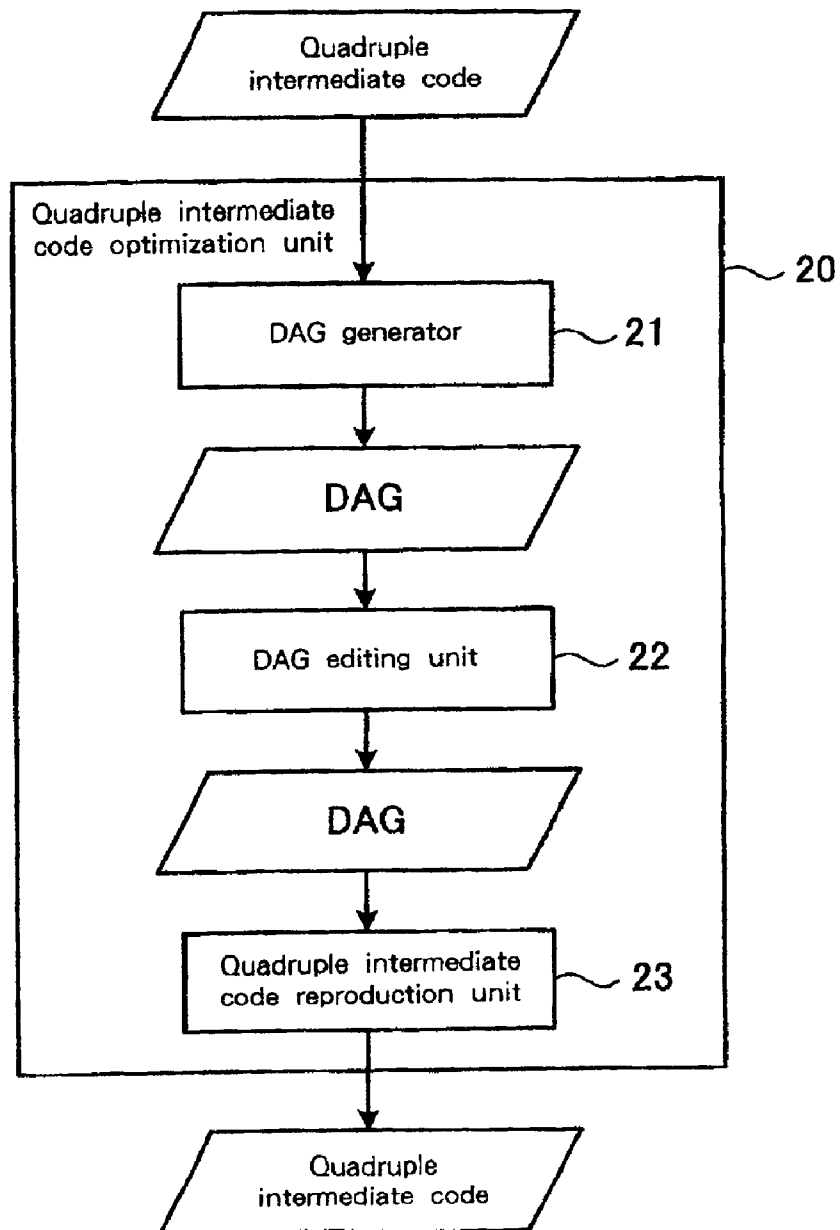 Quadruple
intermediate code
Quadruple intermediate
code optimization unit
20
DAG generator
21
DAG
DAG editing unit
22
DAG
Quadruple intermediate
code reproduction unit
23
Quadruple
intermediate code